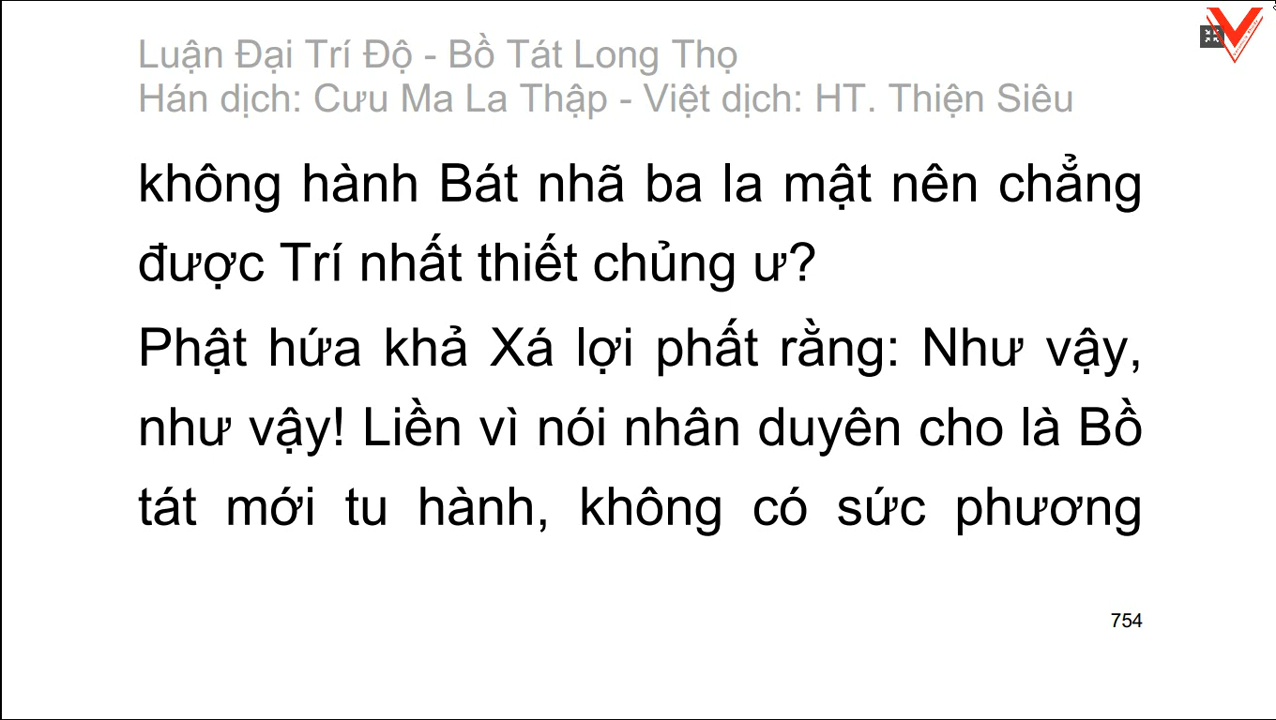 Luận Đại Trí Độ - Bồ Tát Long Thọ
Hán dịch: Cưu Ma La Thập - Việt dịch: HT. Thiện Siêu
không hành Bát nhã ba la mật nên chẳng
được Trí nhất thiết chủng ư?
Phật hứa khả Xá lợi phất rằng: Như vậy,
như vậy! Liền vì nói nhân duyên cho là Bồ
tát mới tu hành, không có sức phương
754